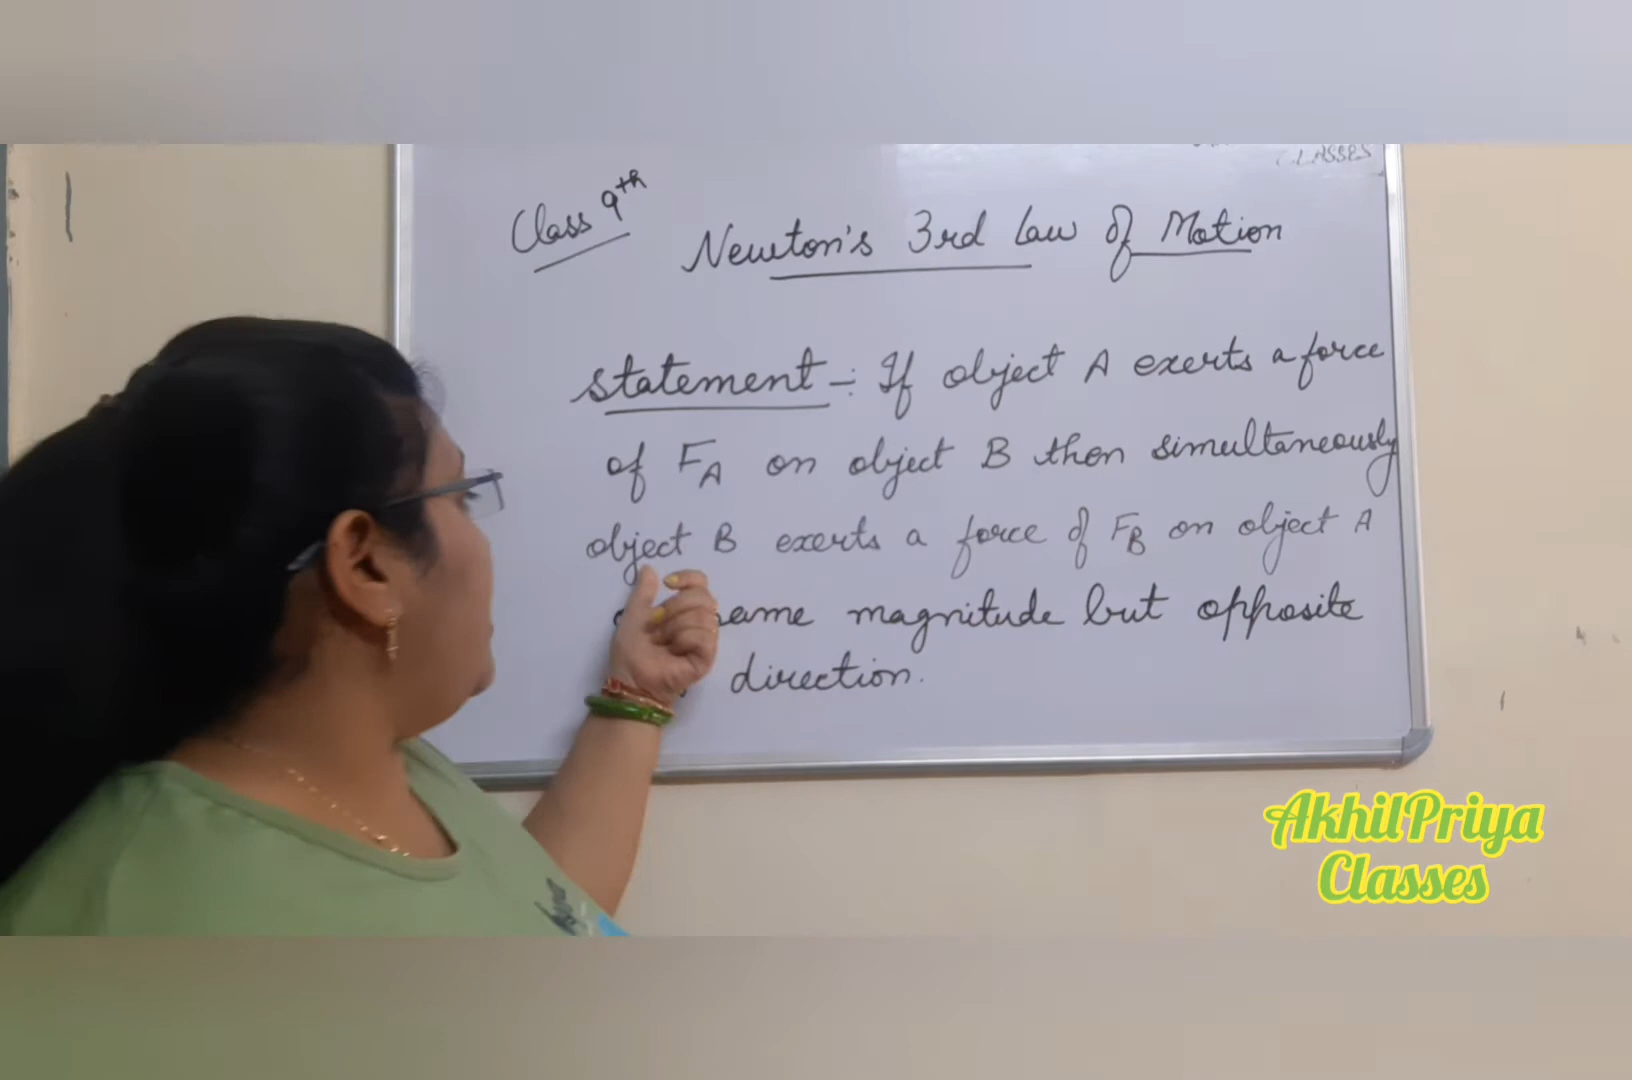 CLASSES
Class 9th
Newton's 3rd Law of Motion
Statement -: If object A exerts a force
of FA on object B then simultaneously
object B exerts a force of FB on object A
same magnitude but opposite
direction.
AkhilPriya
Classes